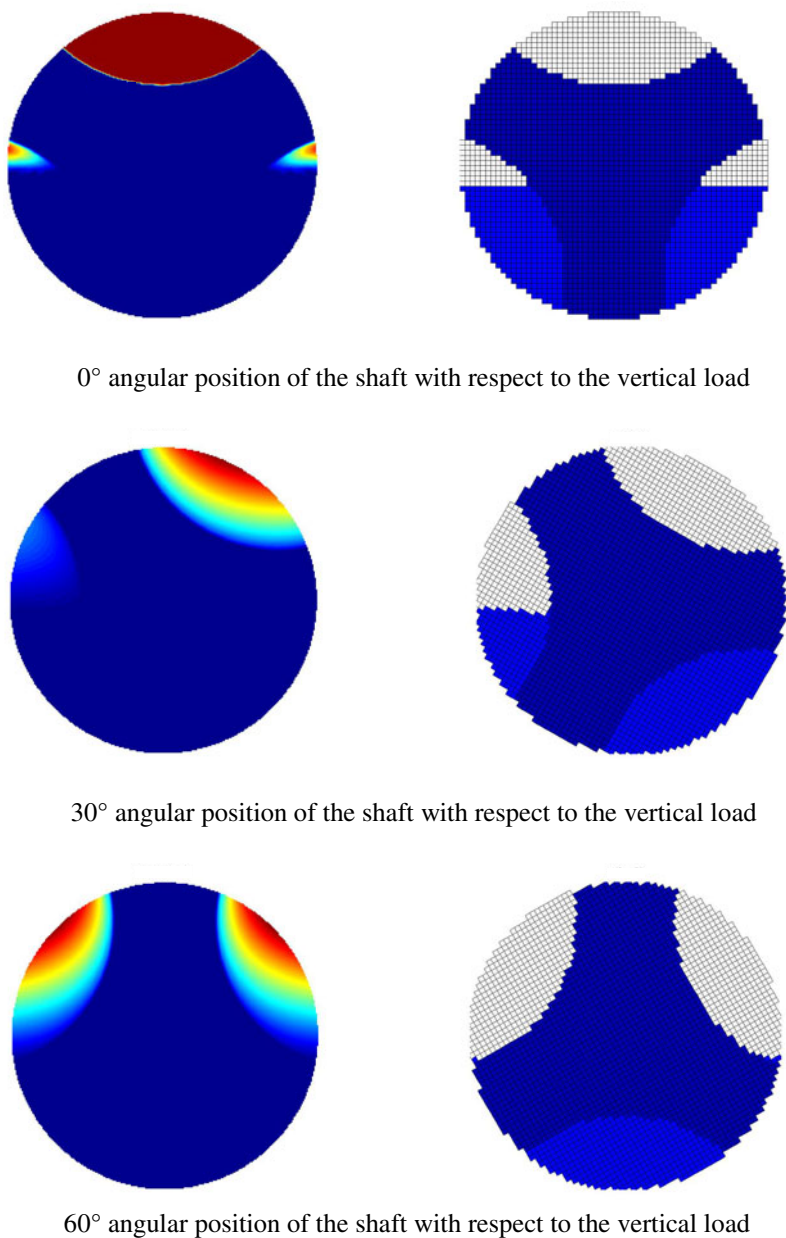 0° angular position of the shaft with respect to the vertical load
30° angular position of the shaft with respect to the vertical load
60° angular position of the shaft with respect to the vertical load